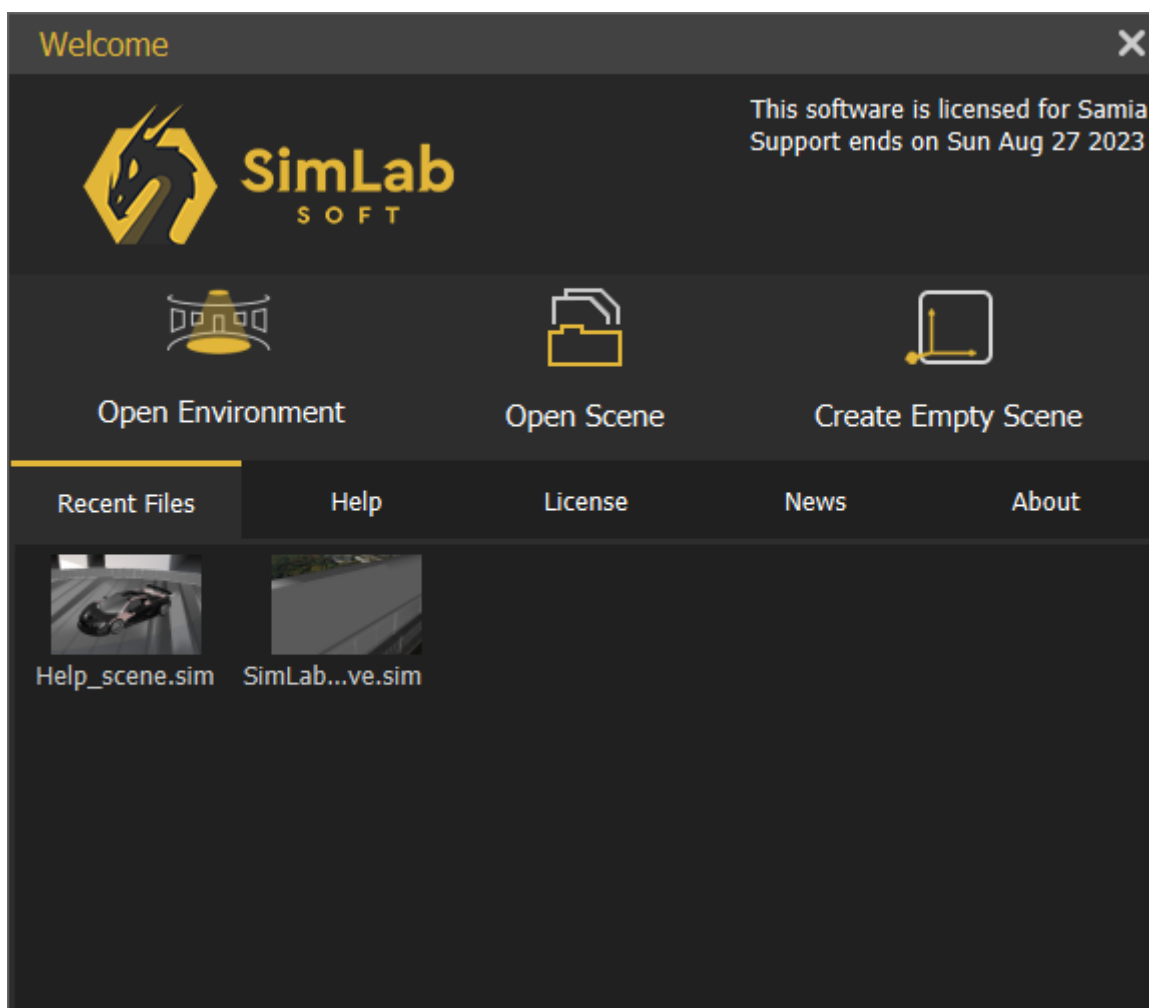 Welcome
This software is licensed for Samia
Support ends on Sun Aug 27 2023
SimLab
SOFT
Open Environment
Open Scene
Create Empty Scene
Recent Files
Help
License
News
About
Help_scene.sim
SimLab...ve.sim